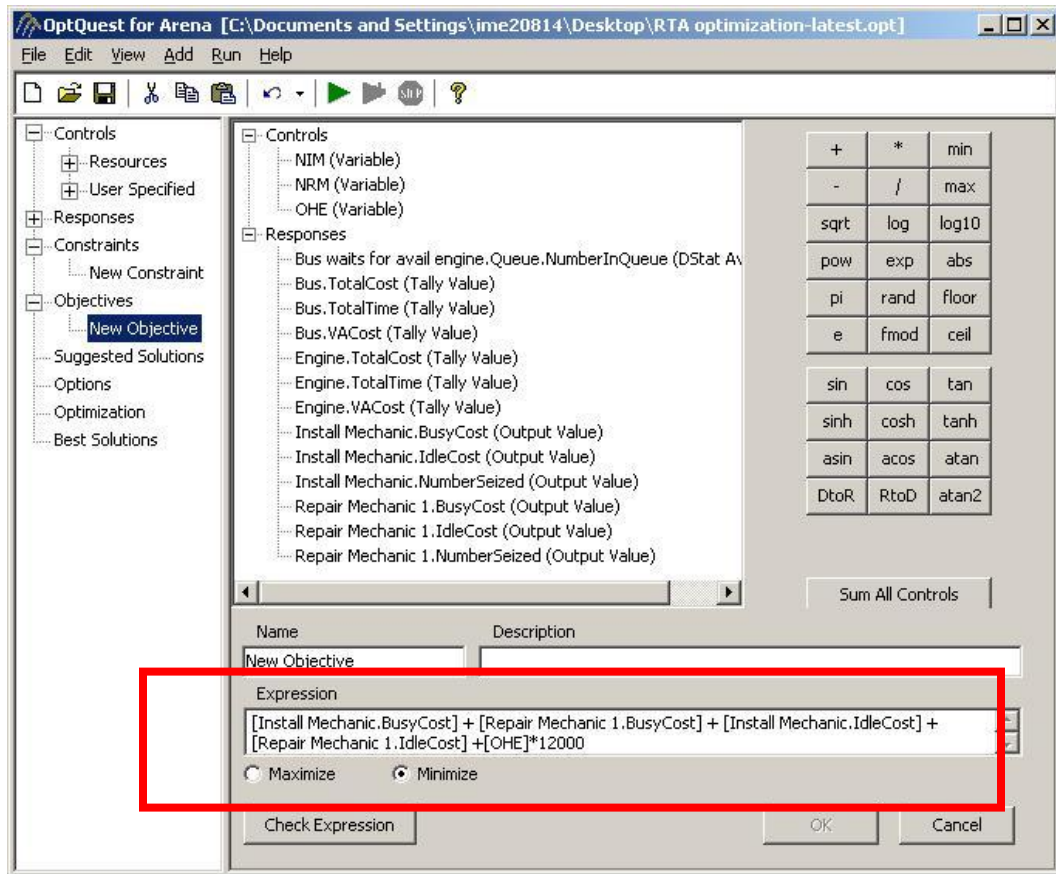 OptQuest for Arena [C:\Documents and Settings\ime20814\Desktop\RTA optimization-latest.opt]
File Edit View Add Run Help
STEP
Controls
Resources
User Specified
Responses
Constraints
New Constraint
Objectives
New Objective
Suggested Solutions
Options
Optimization
Best Solutions
Controls
NIM (Variable)
NRM (Variable)
OHE (Variable)
Responses
Bus waits for avail engine.Queue.NumberInQueue (DStat Av
Bus.TotalCost (Tally Value)
Bus.TotalTime (Tally Value)
Bus.VACost (Tally Value)
Engine.TotalCost (Tally Value)
Engine.TotalTime (Tally Value)
Engine.VACost (Tally Value)
Install Mechanic.BusyCost (Output Value)
Install Mechanic.IdleCost (Output Value)
Install Mechanic.NumberSeized (Output Value)
Repair Mechanic 1.BusyCost (Output Value)
Repair Mechanic 1.IdleCost (Output Value)
Repair Mechanic 1.NumberSeized (Output Value)
+ * min
- / max
sqrt log log10
pow exp abs
pi rand floor
e fmod ceil
sin cos tan
sinh cosh tanh
asin acos atan
DtoR RtoD atan2
Sum All Controls
Name Description
New Objective
Expression
[Install Mechanic.BusyCost] + [Repair Mechanic 1.BusyCost] + [Install Mechanic.IdleCost] +
[Repair Mechanic 1.IdleCost] +[OHE]*12000
Maximize Minimize
Check Expression OK Cancel